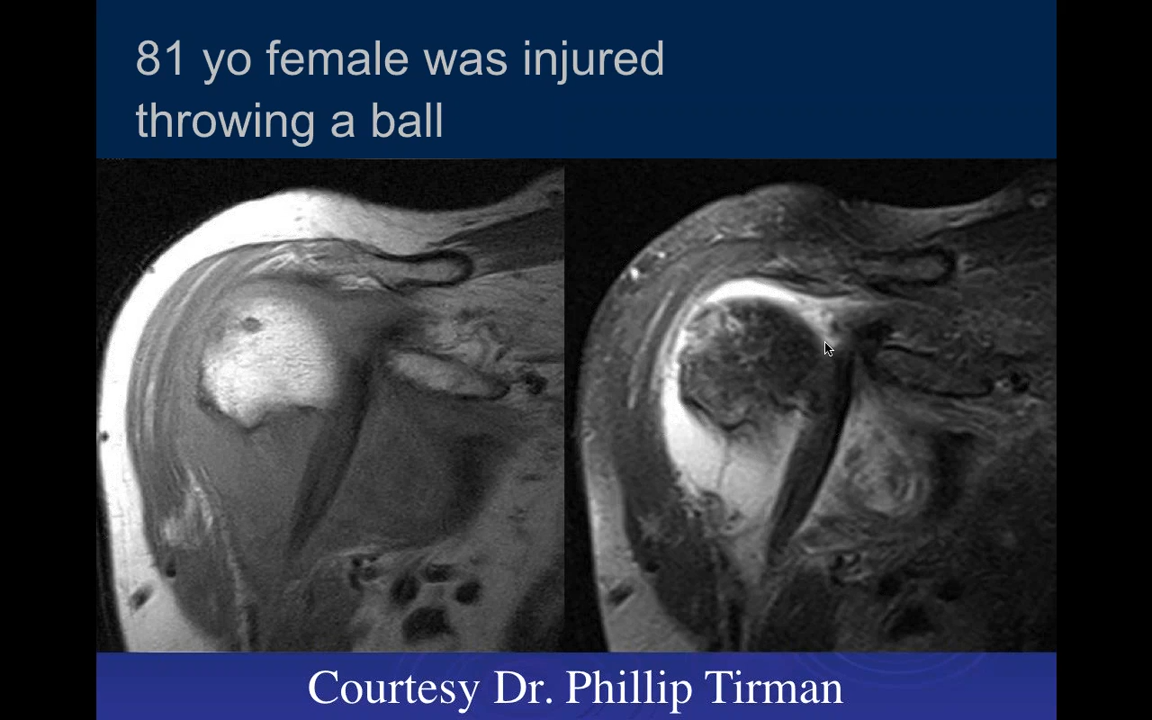 81 yo female was injured
throwing a ball
Courtesy Dr. Phillip Tirman